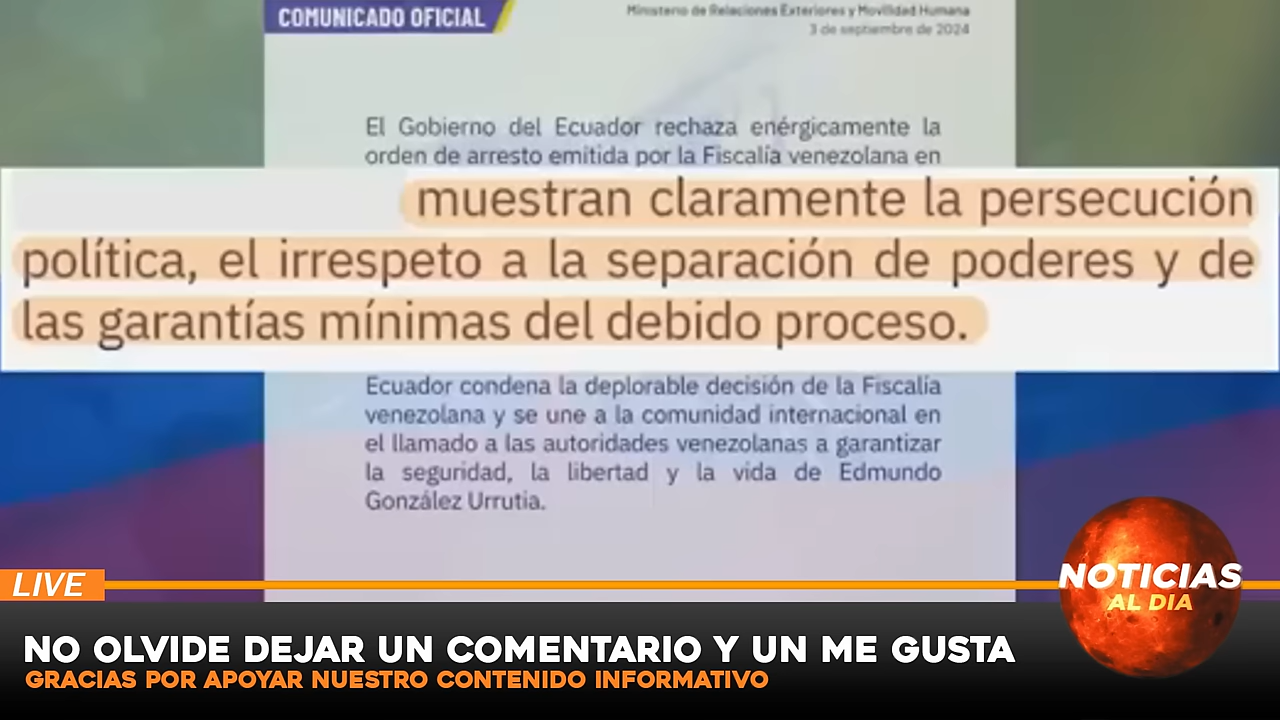 COMUNICADO OFICIAL
Ministerio de Relaciones Exteriores y Movilidad Humana
3 de septiembre de 2024
El Gobierno del Ecuador rechaza enérgicamente la
orden de arresto emitida por la Fiscalía venezolana en
muestran claramente la persecución
política, el irrespeto a la separación de poderes y de
las garantías mínimas del debido proceso.
Ecuador condena la deplorable decisión de la Fiscalía
venezolana y se une a la comunidad internacional en
el llamado a las autoridades venezolanas a garantizar
la seguridad, la libertad y la vida de Edmundo
González Urrutia.
LIVE
NOTICIAS
AL DIA
NO OLVIDE DEJAR UN COMENTARIO Y UN ME GUSTA
GRACIAS POR APOYAR NUESTRO CONTENIDO INFORMATIVO